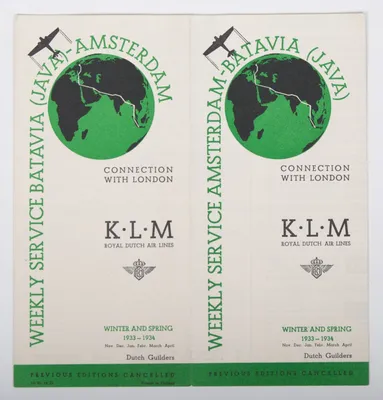 WEEKLY SERVICE BATAVIA (JAVA)-AMSTERDAM
CONNECTION
WITH LONDON
K·L·M
ROYAL DUTCH AIR LINES
WINTER AND SPRING
1933-1934
Nov. Dec. Jan. Febr. March April
Dutch Guilders
PREVIOUS EDITIONS CANCELLED
WEEKLY SERVICE AMSTERDAM-BATAVIA (JAVA)
CONNECTION
WITH LONDON
K·L·M
ROYAL DUTCH AIR LINES
WINTER AND SPRING
1933-1934
Nov. Dec. Jan. Febr. March April
Dutch Guilders
PREVIOUS EDITIONS CANCELLED